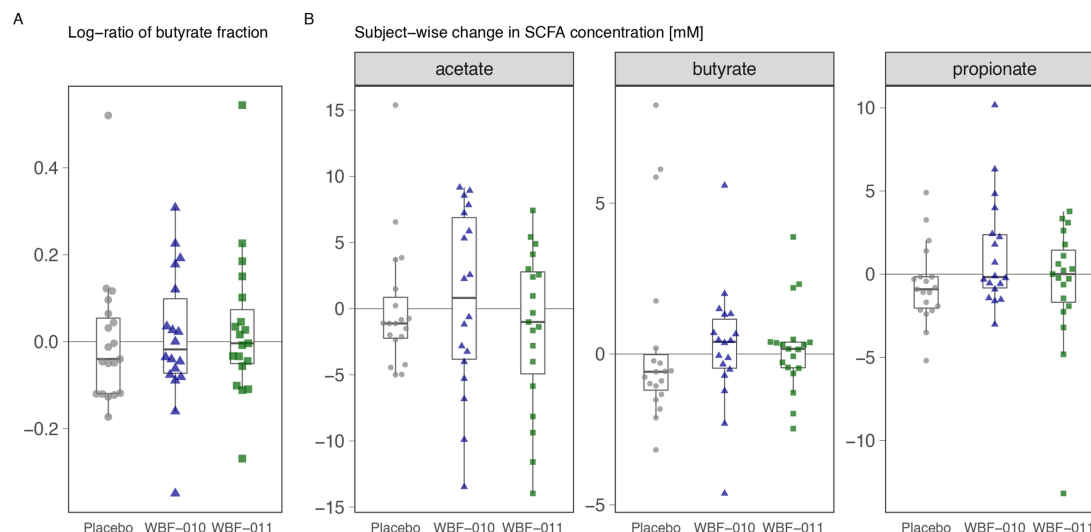 A
B
Log−ratio of butyrate fraction
Subject−wise change in SCFA concentration [mM]
acetate
butyrate
propionate
0.4
0.2
0.0
−0.2
15
10
5
0
−5
−10
−15
5
0
−5
10
5
0
−5
−10
Placebo WBF−010 WBF−011
Placebo WBF−010 WBF−011
Placebo WBF−010 WBF−011
Placebo WBF−010 WBF−011